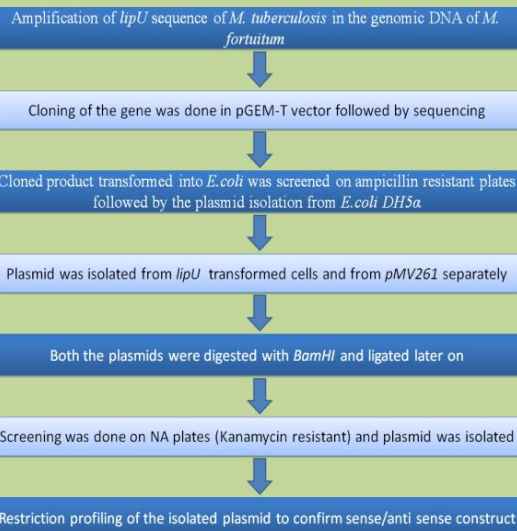 Amplification of lipU sequence of M. tuberculosis in the genomic DNA of M.
fortuitum
Cloning of the gene was done in pGEM-T vector followed by sequencing
Cloned product transformed into E.coli was screened on ampicillin resistant plates
followed by the plasmid isolation from E.coli DH5α
Plasmid was isolated from lipU transformed cells and from pMV261 separately
Both the plasmids were digested with BamHI and ligated later on
Screening was done on NA plates (Kanamycin resistant) and plasmid was isolated
Restriction profiling of the isolated plasmid to confirm sense/anti sense construct